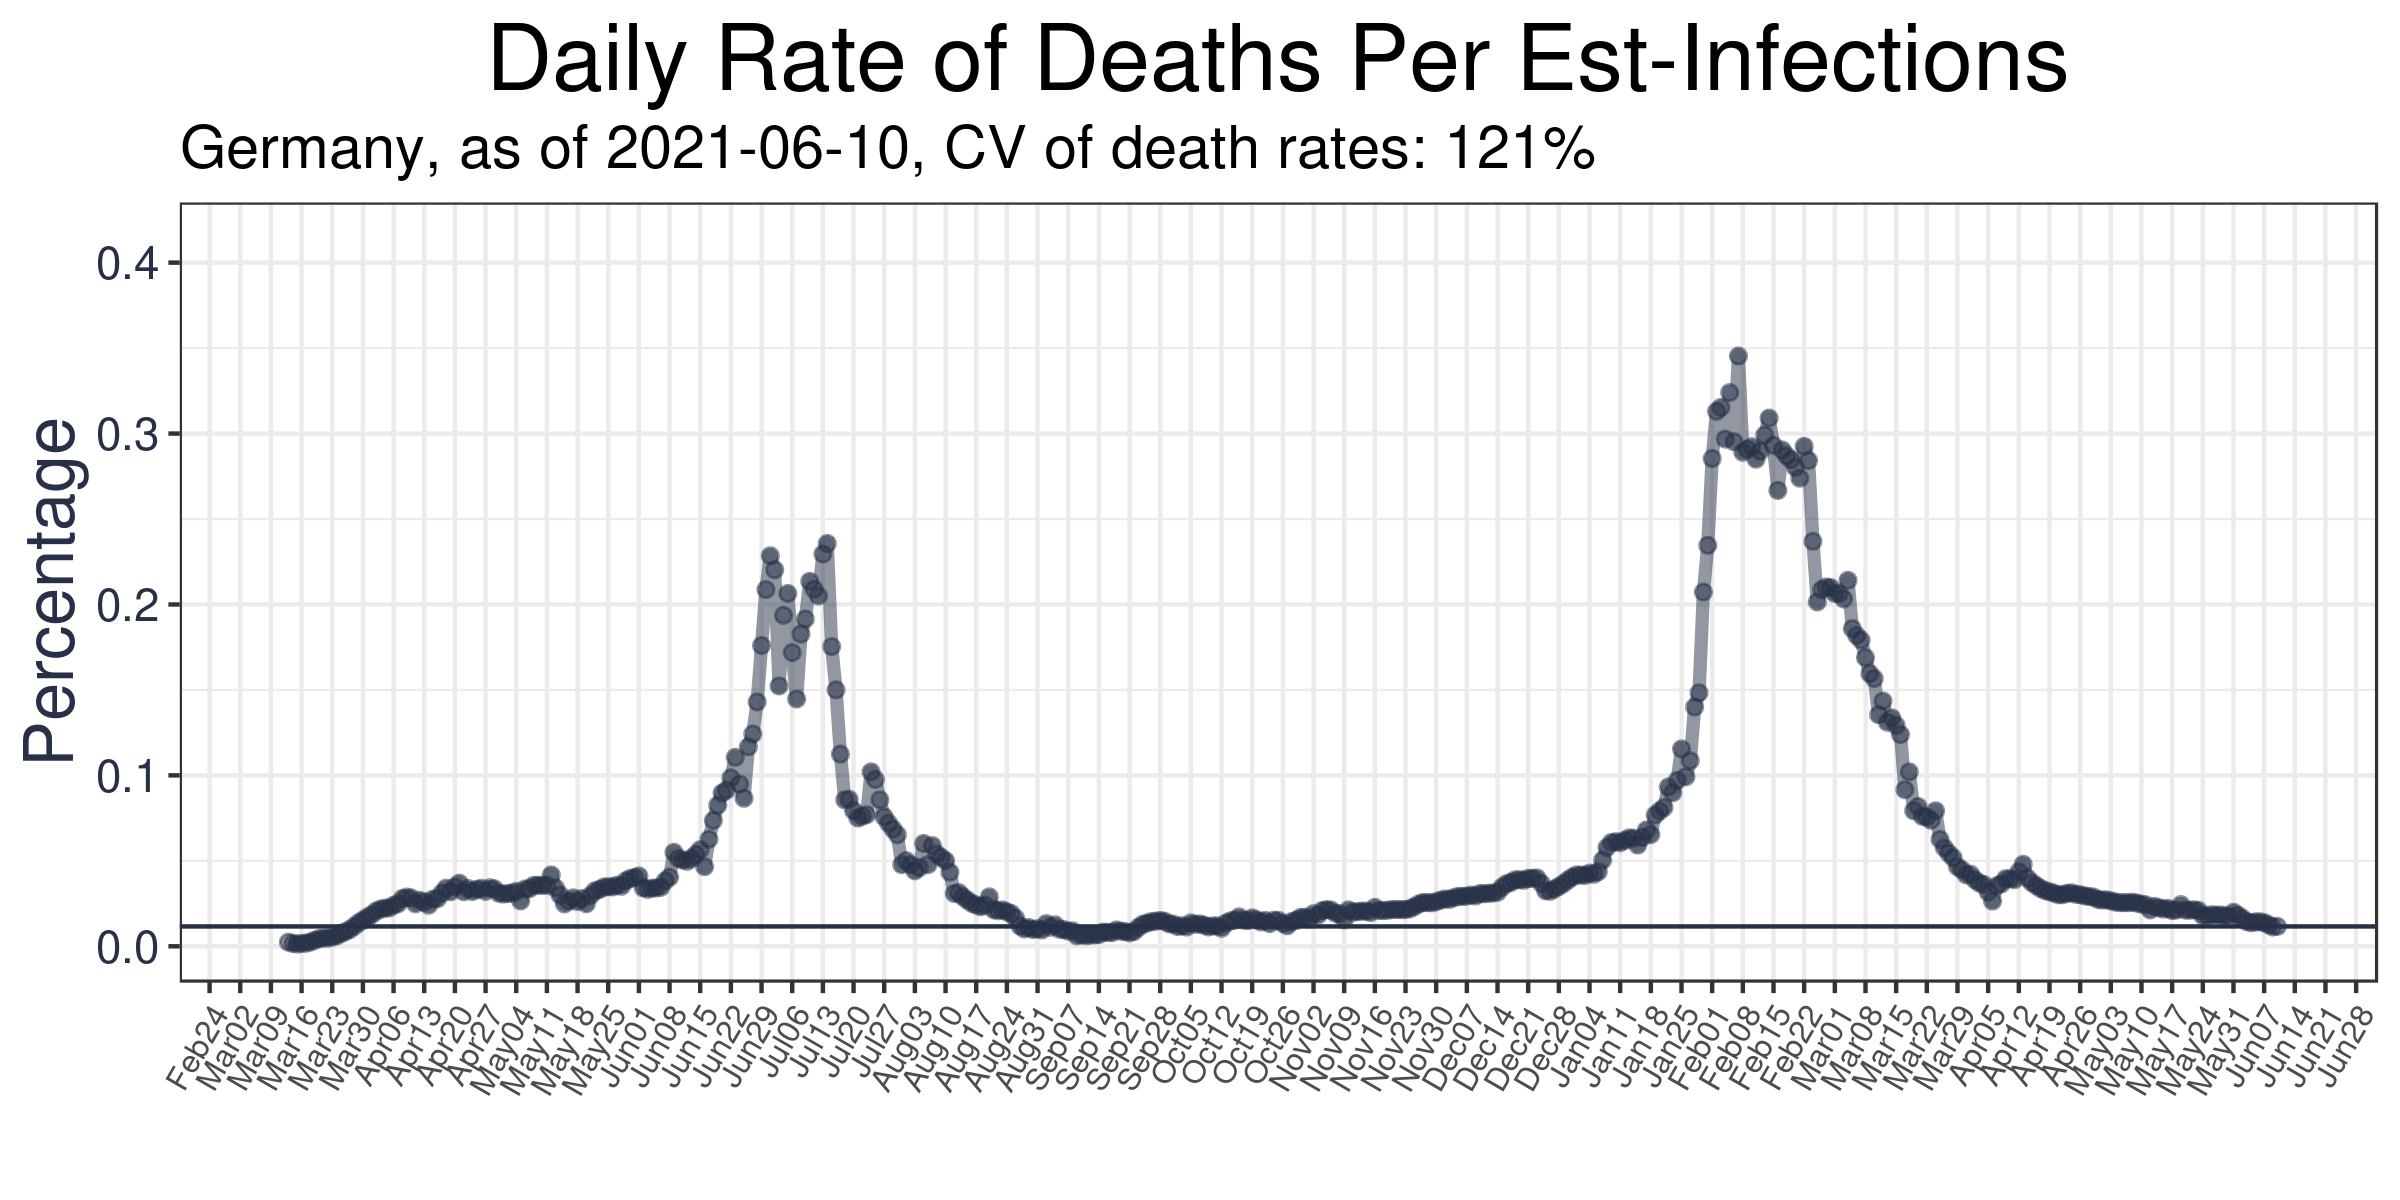 Daily Rate of Deaths Per Est-Infections
Germany, as of 2021-06-10, CV of death rates: 121%
Percentage
0.4
0.3
0.2
0.1
0.0
Feb24
Mar02
Mar09
Mar16
Mar23
Mar30
Apr06
Apr13
Apr20
Apr27
May04
May11
May18
May25
Jun01
Jun08
Jun15
Jun22
Jun29
Jul06
Jul13
Jul20
Jul27
Aug03
Aug10
Aug17
Aug24
Aug31
Sep07
Sep14
Sep21
Sep28
Oct05
Oct12
Oct19
Oct26
Nov02
Nov09
Nov16
Nov23
Nov30
Dec07
Dec14
Dec21
Dec28
Jan04
Jan11
Jan18
Jan25
Feb01
Feb08
Feb15
Feb22
Mar01
Mar08
Mar15
Mar22
Mar29
Apr05
Apr12
Apr19
Apr26
May03
May10
May17
May24
May31
Jun07
Jun14
Jun21
Jun28